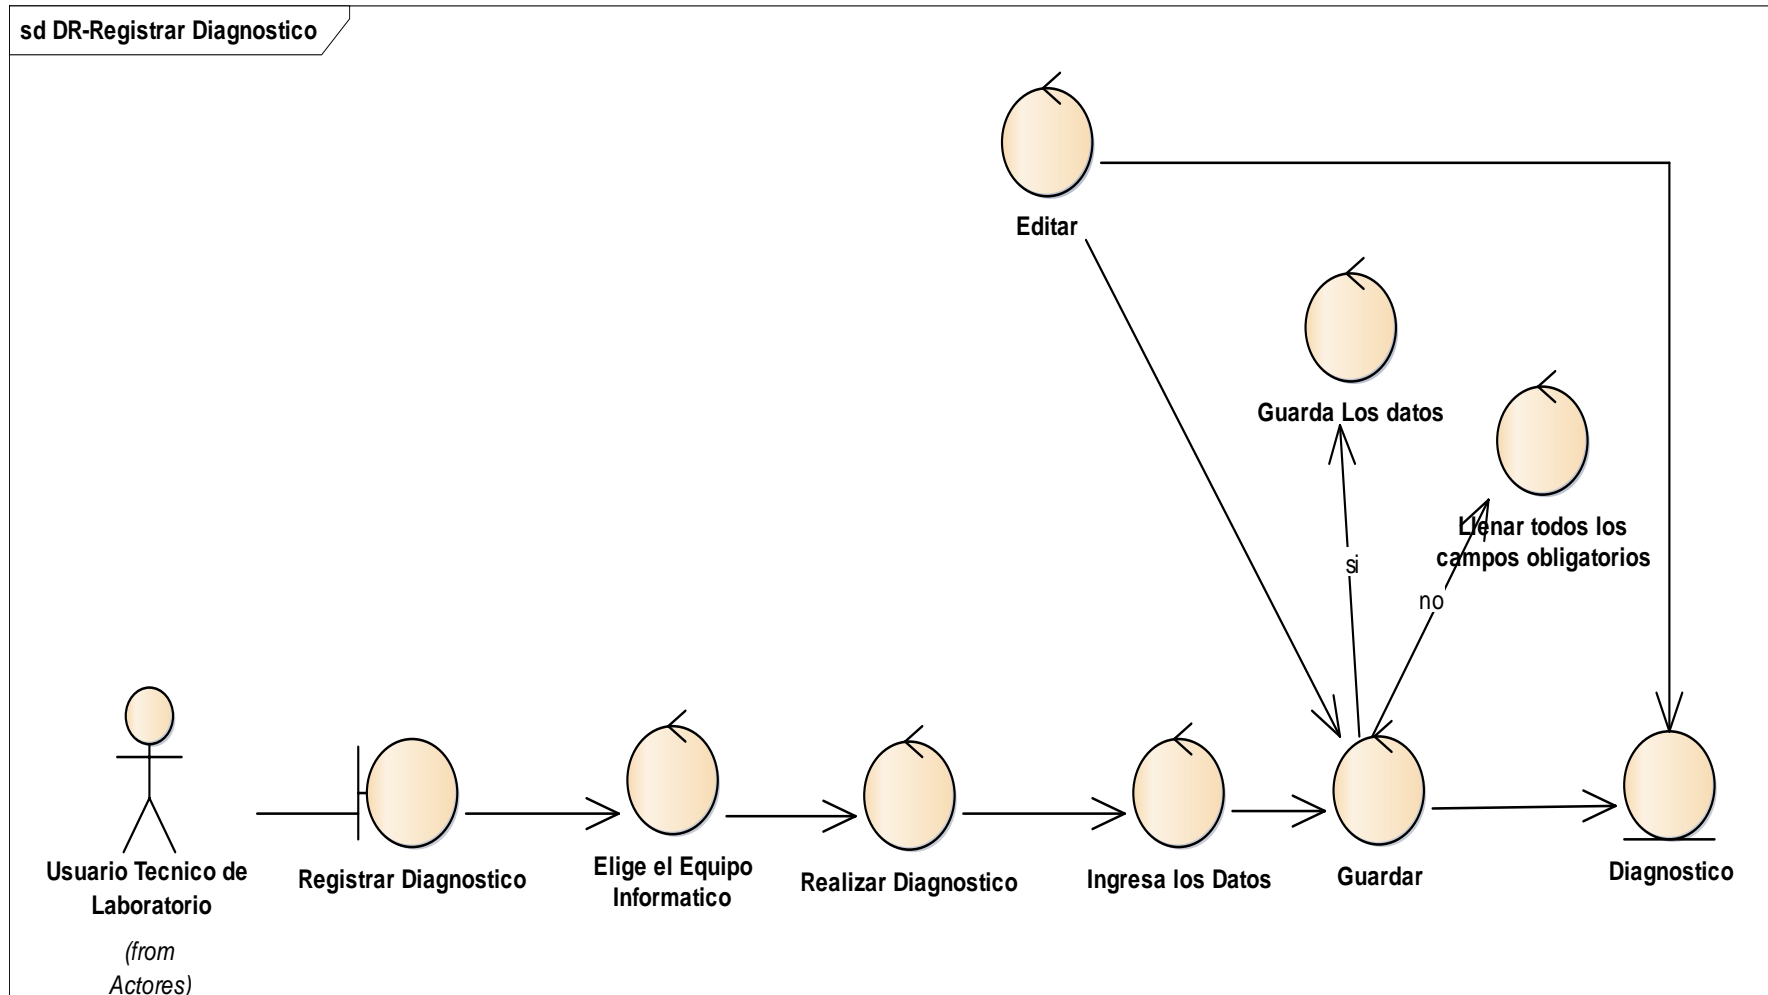 sd DR-Registrar Diagnostico
Editar
Guarda Los datos
Llenar todos los
campos obligatorios
si
no
Usuario Tecnico de
Laboratorio
(from
Actores)
Registrar Diagnostico
Elige el Equipo
Informatico
Realizar Diagnostico
Ingresa los Datos
Guardar
Diagnostico